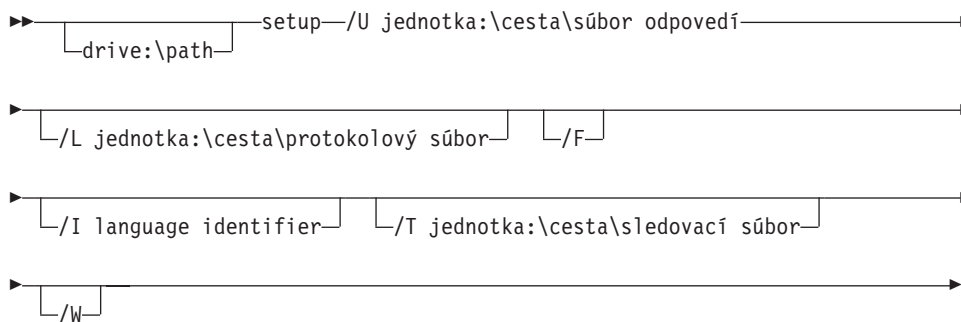 setup /U jednotka:\cesta\súbor odpovedí
drive:\path
/L jednotka:\cesta\protokolový súbor /F
/I language identifier /T jednotka:\cesta\sledovací súbor
/W